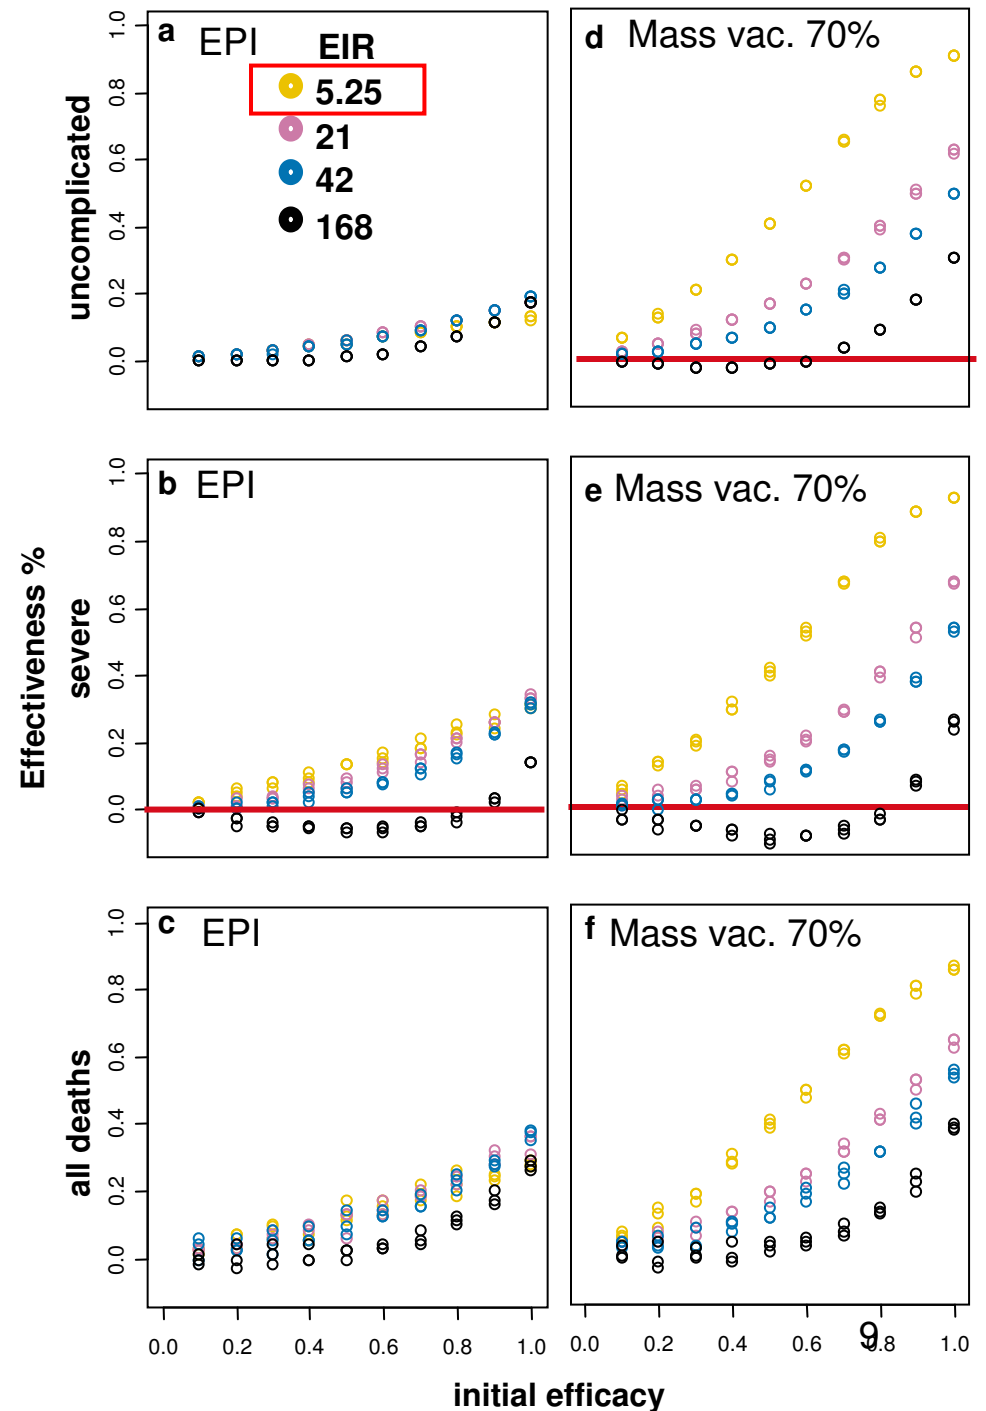 a EPI
EIR
5.25
21
42
168
d Mass vac. 70%
uncomplicated
0.0 0.2 0.4 0.6 0.8 1.0
b EPI
e Mass vac. 70%
Effectiveness %
severe
0.0 0.2 0.4 0.6 0.8 1.0
c EPI
f Mass vac. 70%
all deaths
0.0 0.2 0.4 0.6 0.8 1.0
0.0 0.2 0.4 0.6 0.8 1.0
0.0 0.2 0.4 0.6 0.8 1.0
9
initial efficacy